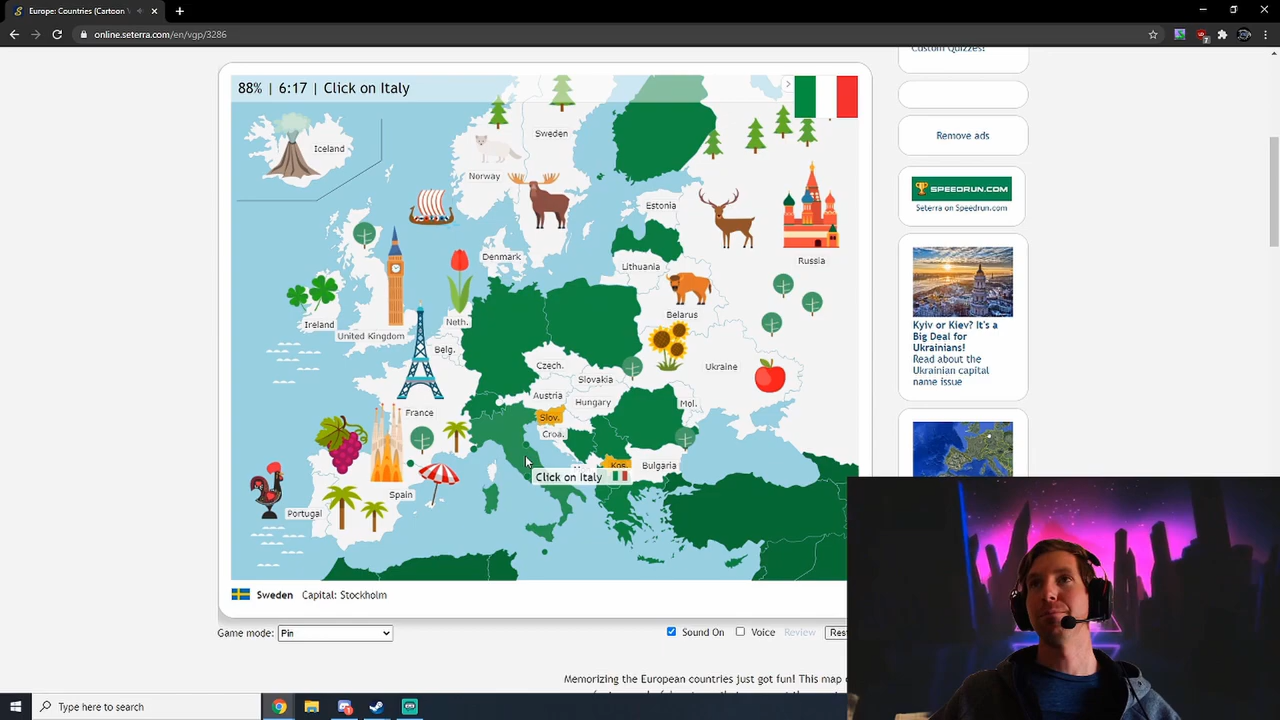 Europe: Countries (Cartoon V
online.seterra.com/en/vgp/3286
Custom Quizzes!
88% | 6:17 | Click on Italy
Remove ads
Iceland
Sweden
Norway
SPEEDRUN.COM
Seterra on Speedrun.com
Estonia
Denmark
Lithuania
Russia
Belarus
Ireland
Neth.
United Kingdom
Belg.
Kyiv or Kiev? It's a
Big Deal for
Ukrainians!
Read about the
Ukrainian capital
name issue
Czech.
Slovakia
Ukraine
Austria
Hungary
Mol.
France
Slov.
Croa.
Kos.
Bulgaria
Click on Italy
Spain
Portugal
Sweden Capital: Stockholm
Game mode: Pin
Sound On
Voice
Review
Rest
Memorizing the European countries just got fun! This map o
Type here to search